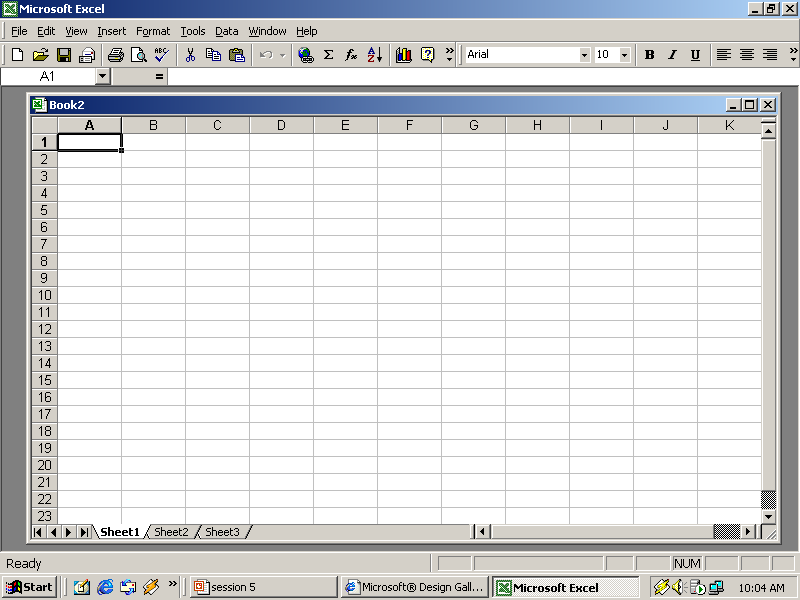 Microsoft Excel
File Edit View Insert Format Tools Data Window Help
ABC Σ fx A Z Arial 10 B I U
A1 =
Book2
A B C D E F G H I J K
1
2
3
4
5
6
7
8
9
10
11
12
13
14
15
16
17
18
19
20
21
22
23
Sheet1 Sheet2 Sheet3
Ready NUM
Start session 5 Microsoft® Design Gall... Microsoft Excel 10:04 AM